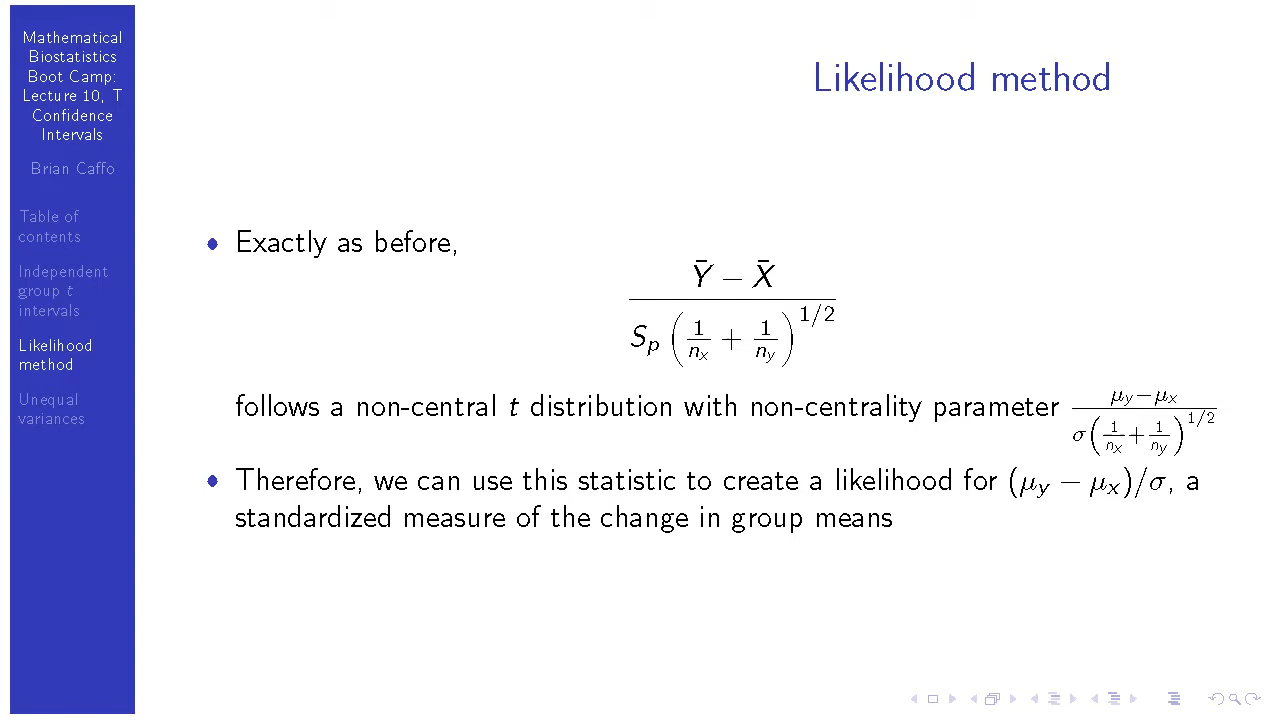 Mathematical
Biostatistics
Boot Camp:
Lecture 10, T
Confidence
Intervals
Brian Caffo
Table of
contents
Independent
group t
intervals
Likelihood
method
Unequal
variances
Likelihood method
• Exactly as before,
Ȳ − X̄
S_p (1/n_x + 1/n_y)^{1/2}
follows a non-central t distribution with non-centrality parameter (μ_y−μ_x)/(σ(1/n_x + 1/n_y)^{1/2})
• Therefore, we can use this statistic to create a likelihood for (μ_y − μ_x)/σ, a
standardized measure of the change in group means